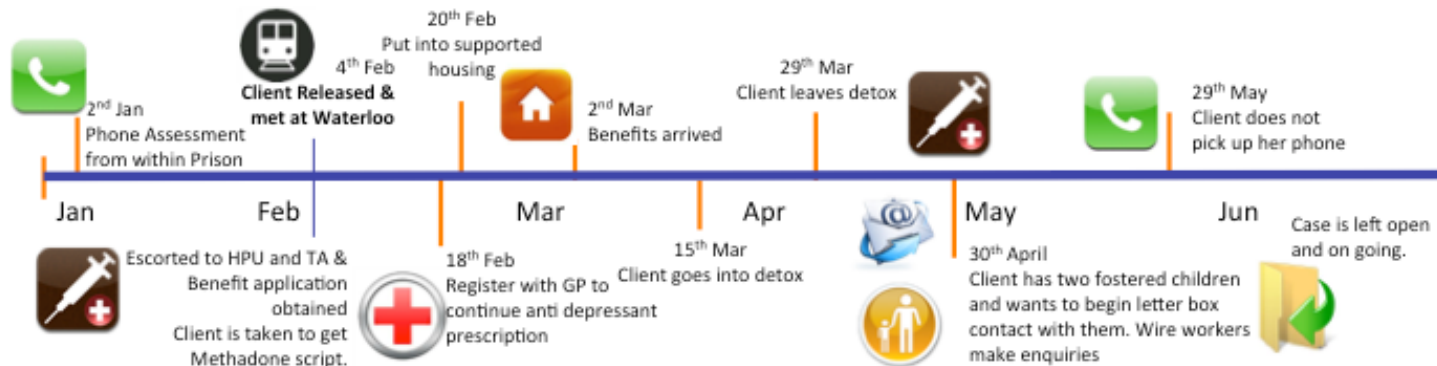 2nd Jan
Phone Assessment
from within Prison
4th Feb
Client Released &
met at Waterloo
20th Feb
Put into supported
housing
2nd Mar
Benefits arrived
29th Mar
Client leaves detox
29th May
Client does not
pick up her phone
Jan
Feb
Mar
Apr
May
Jun
Escorted to HPU and TA &
Benefit application
obtained
Client is taken to get
Methadone script.
18th Feb
Register with GP to
continue anti depressant
prescription
15th Mar
Client goes into detox
@
30th April
Client has two fostered children
and wants to begin letter box
contact with them. Wire workers
make enquiries
Case is left open
and on going.